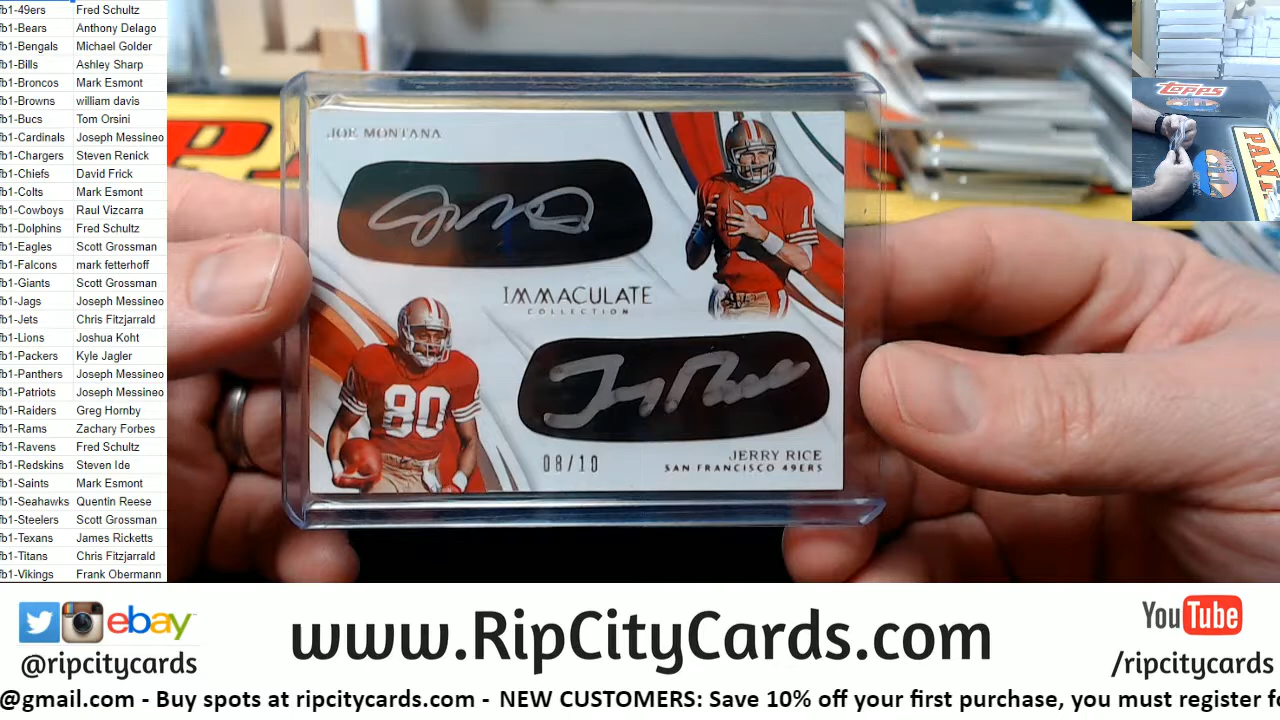 fb1-49ers Fred Schultz
fb1-Bears Anthony Delago
fb1-Bengals Michael Golder
fb1-Bills Ashley Sharp
fb1-Broncos Mark Esmont
fb1-Browns william davis
fb1-Bucs Tom Orsini
fb1-Cardinals Joseph Messineo
fb1-Chargers Steven Renick
fb1-Chiefs David Frick
fb1-Colts Mark Esmont
fb1-Cowboys Raul Vizcarra
fb1-Dolphins Fred Schultz
fb1-Eagles Scott Grossman
fb1-Falcons mark fetterhoff
fb1-Giants Scott Grossman
fb1-Jags Joseph Messineo
fb1-Jets Chris Fitzjarrald
fb1-Lions Joshua Koht
fb1-Packers Kyle Jagler
fb1-Panthers Joseph Messineo
fb1-Patriots Joseph Messineo
fb1-Raiders Greg Hornby
fb1-Rams Zachary Forbes
fb1-Ravens Fred Schultz
fb1-Redskins Steven Ide
fb1-Saints Mark Esmont
fb1-Seahawks Quentin Reese
fb1-Steelers Scott Grossman
fb1-Texans James Ricketts
fb1-Titans Chris Fitzjarrald
fb1-Vikings Frank Obermann
JOE MONTANA
IMMACULATE
COLLECTION
80
Jerry Rice
08/10
JERRY RICE
SAN FRANCISCO 49ERS
topps
PANI
ebay
@ripcitycards
www.RipCityCards.com
YouTube
/ripcitycards
@gmail.com - Buy spots at ripcitycards.com - NEW CUSTOMERS: Save 10% off your first purchase, you must register fo